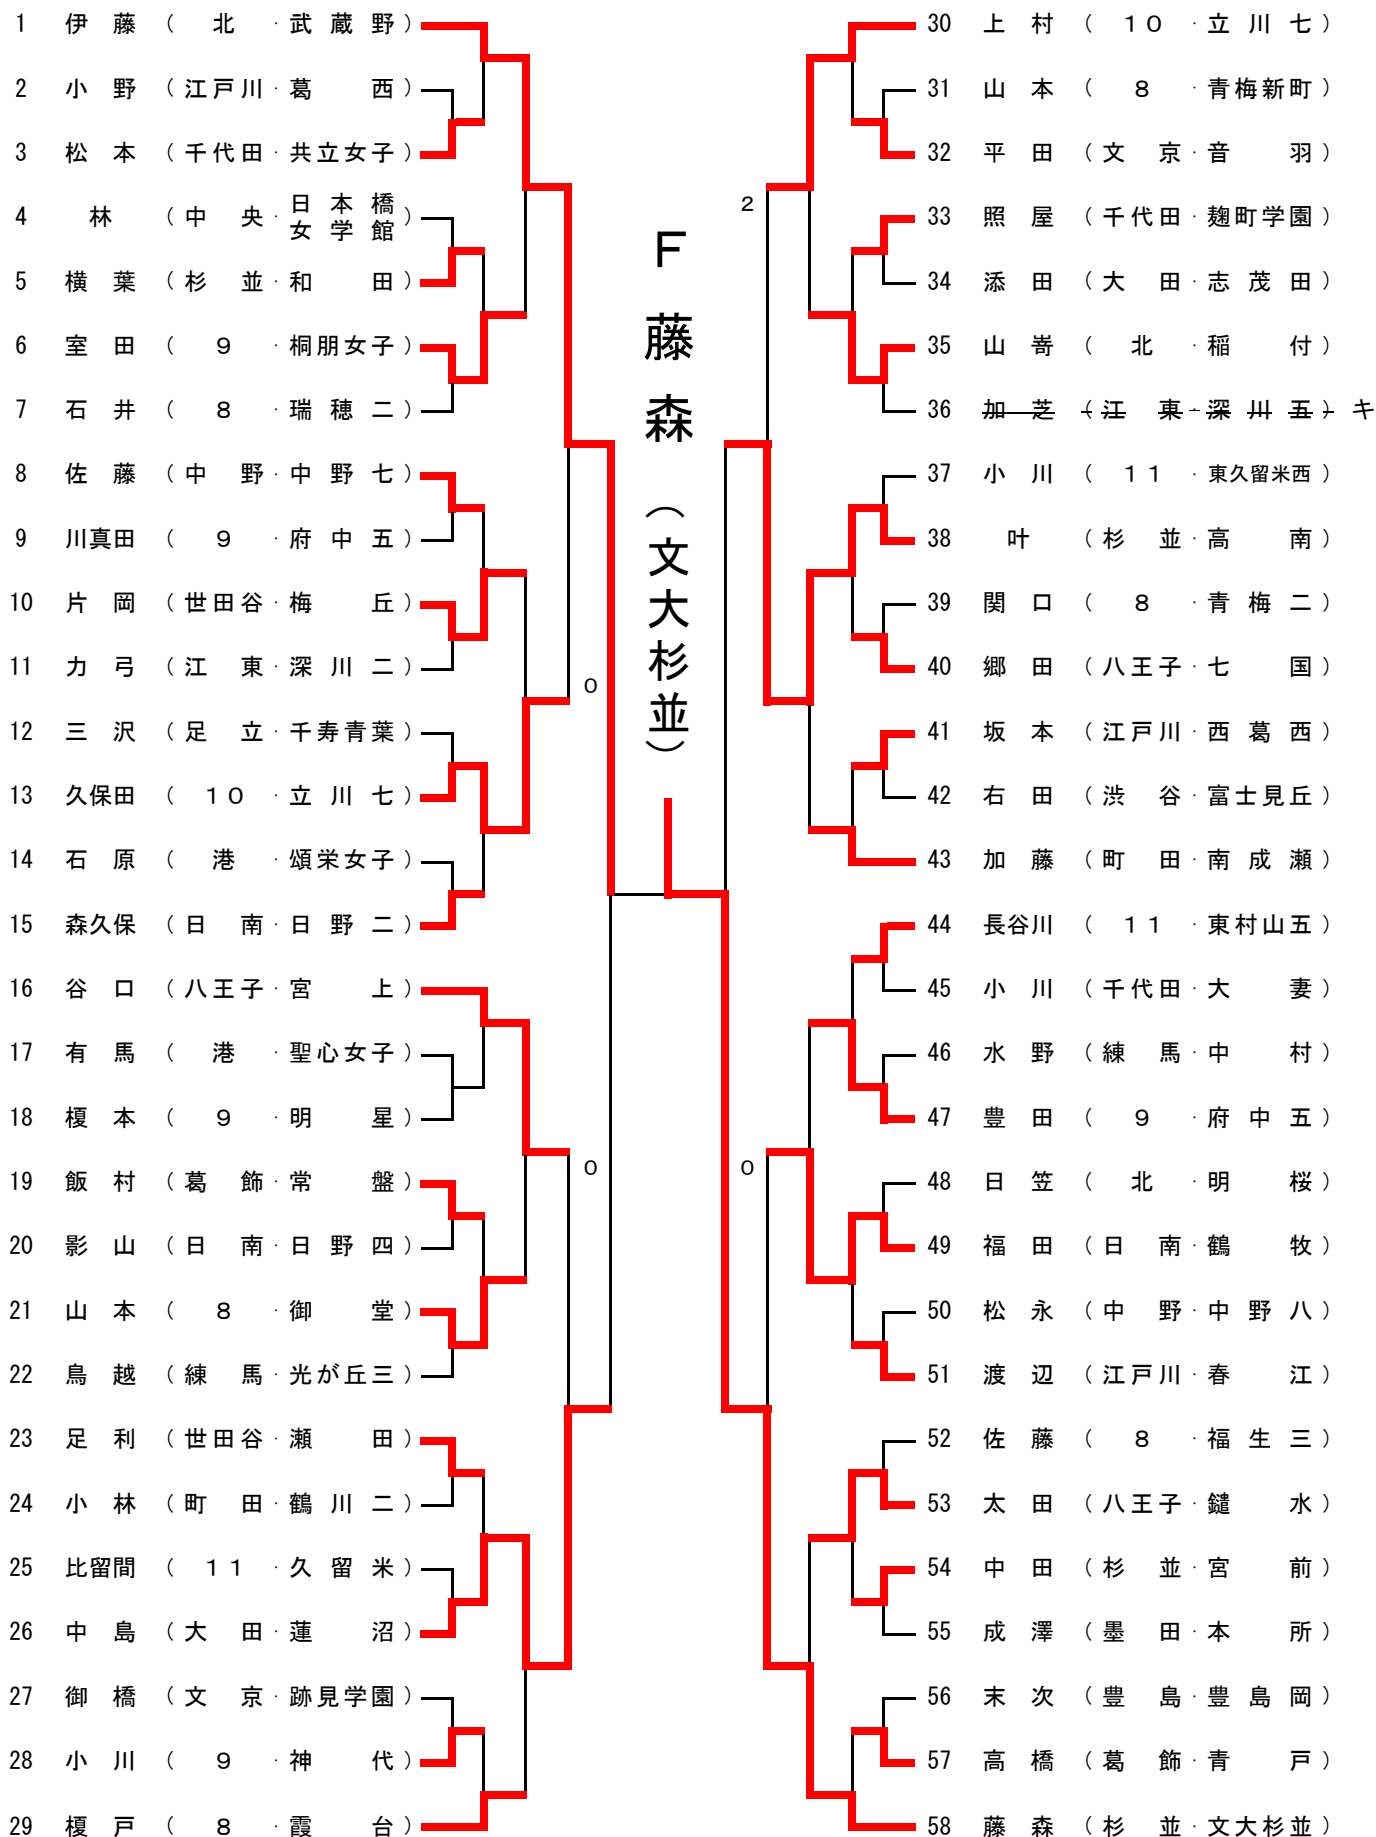 1 伊藤 （ 北 ・ 武蔵野 ）
2 小野 （ 江戸川 ・ 葛西 ）
3 松本 （ 千代田 ・ 共立女子 ）
4 林 （ 中央 ・ 日本橋女学館 ）
5 横葉 （ 杉並 ・ 和田 ）
6 室田 （ ９ ・ 桐朋女子 ）
7 石井 （ ８ ・ 瑞穂二 ）
8 佐藤 （ 中野 ・ 中野七 ）
9 川真田 （ ９ ・ 府中五 ）
10 片岡 （ 世田谷 ・ 梅丘 ）
11 力弓 （ 江東 ・ 深川二 ）
12 三沢 （ 足立 ・ 千寿青葉 ）
13 久保田 （ １０ ・ 立川七 ）
14 石原 （ 港 ・ 頌栄女子 ）
15 森久保 （ 日南 ・ 日野二 ）
16 谷口 （ 八王子 ・ 宮上 ）
17 有馬 （ 港 ・ 聖心女子 ）
18 榎本 （ ９ ・ 明星 ）
19 飯村 （ 葛飾 ・ 常盤 ）
20 影山 （ 日南 ・ 日野四 ）
21 山本 （ ８ ・ 御堂 ）
22 鳥越 （ 練馬 ・ 光が丘三 ）
23 足利 （ 世田谷 ・ 瀬田 ）
24 小林 （ 町田 ・ 鶴川二 ）
25 比留間 （ １１ ・ 久留米 ）
26 中島 （ 大田 ・ 蓮沼 ）
27 御橋 （ 文京 ・ 跡見学園 ）
28 小川 （ ９ ・ 神代 ）
29 榎戸 （ ８ ・ 霞台 ）
0
0
Ｆ 藤森 （文大杉並）
2
0
30 上村 （ １０ ・ 立川七 ）
31 山本 （ ８ ・ 青梅新町 ）
32 平田 （ 文京 ・ 音羽 ）
33 照屋 （ 千代田 ・ 麹町学園 ）
34 添田 （ 大田 ・ 志茂田 ）
35 山嵜 （ 北 ・ 稲付 ）
36 加芝 （ 江東 ・ 深川五 ） キ
37 小川 （ １１ ・ 東久留米西 ）
38 叶 （ 杉並 ・ 高南 ）
39 関口 （ ８ ・ 青梅二 ）
40 郷田 （ 八王子 ・ 七国 ）
41 坂本 （ 江戸川 ・ 西葛西 ）
42 右田 （ 渋谷 ・ 富士見丘 ）
43 加藤 （ 町田 ・ 南成瀬 ）
44 長谷川 （ １１ ・ 東村山五 ）
45 小川 （ 千代田 ・ 大妻 ）
46 水野 （ 練馬 ・ 中村 ）
47 豊田 （ ９ ・ 府中五 ）
48 日笠 （ 北 ・ 明桜 ）
49 福田 （ 日南 ・ 鶴牧 ）
50 松永 （ 中野 ・ 中野八 ）
51 渡辺 （ 江戸川 ・ 春江 ）
52 佐藤 （ ８ ・ 福生三 ）
53 太田 （ 八王子 ・ 鑓水 ）
54 中田 （ 杉並 ・ 宮前 ）
55 成澤 （ 墨田 ・ 本所 ）
56 末次 （ 豊島 ・ 豊島岡 ）
57 高橋 （ 葛飾 ・ 青戸 ）
58 藤森 （ 杉並 ・ 文大杉並 ）